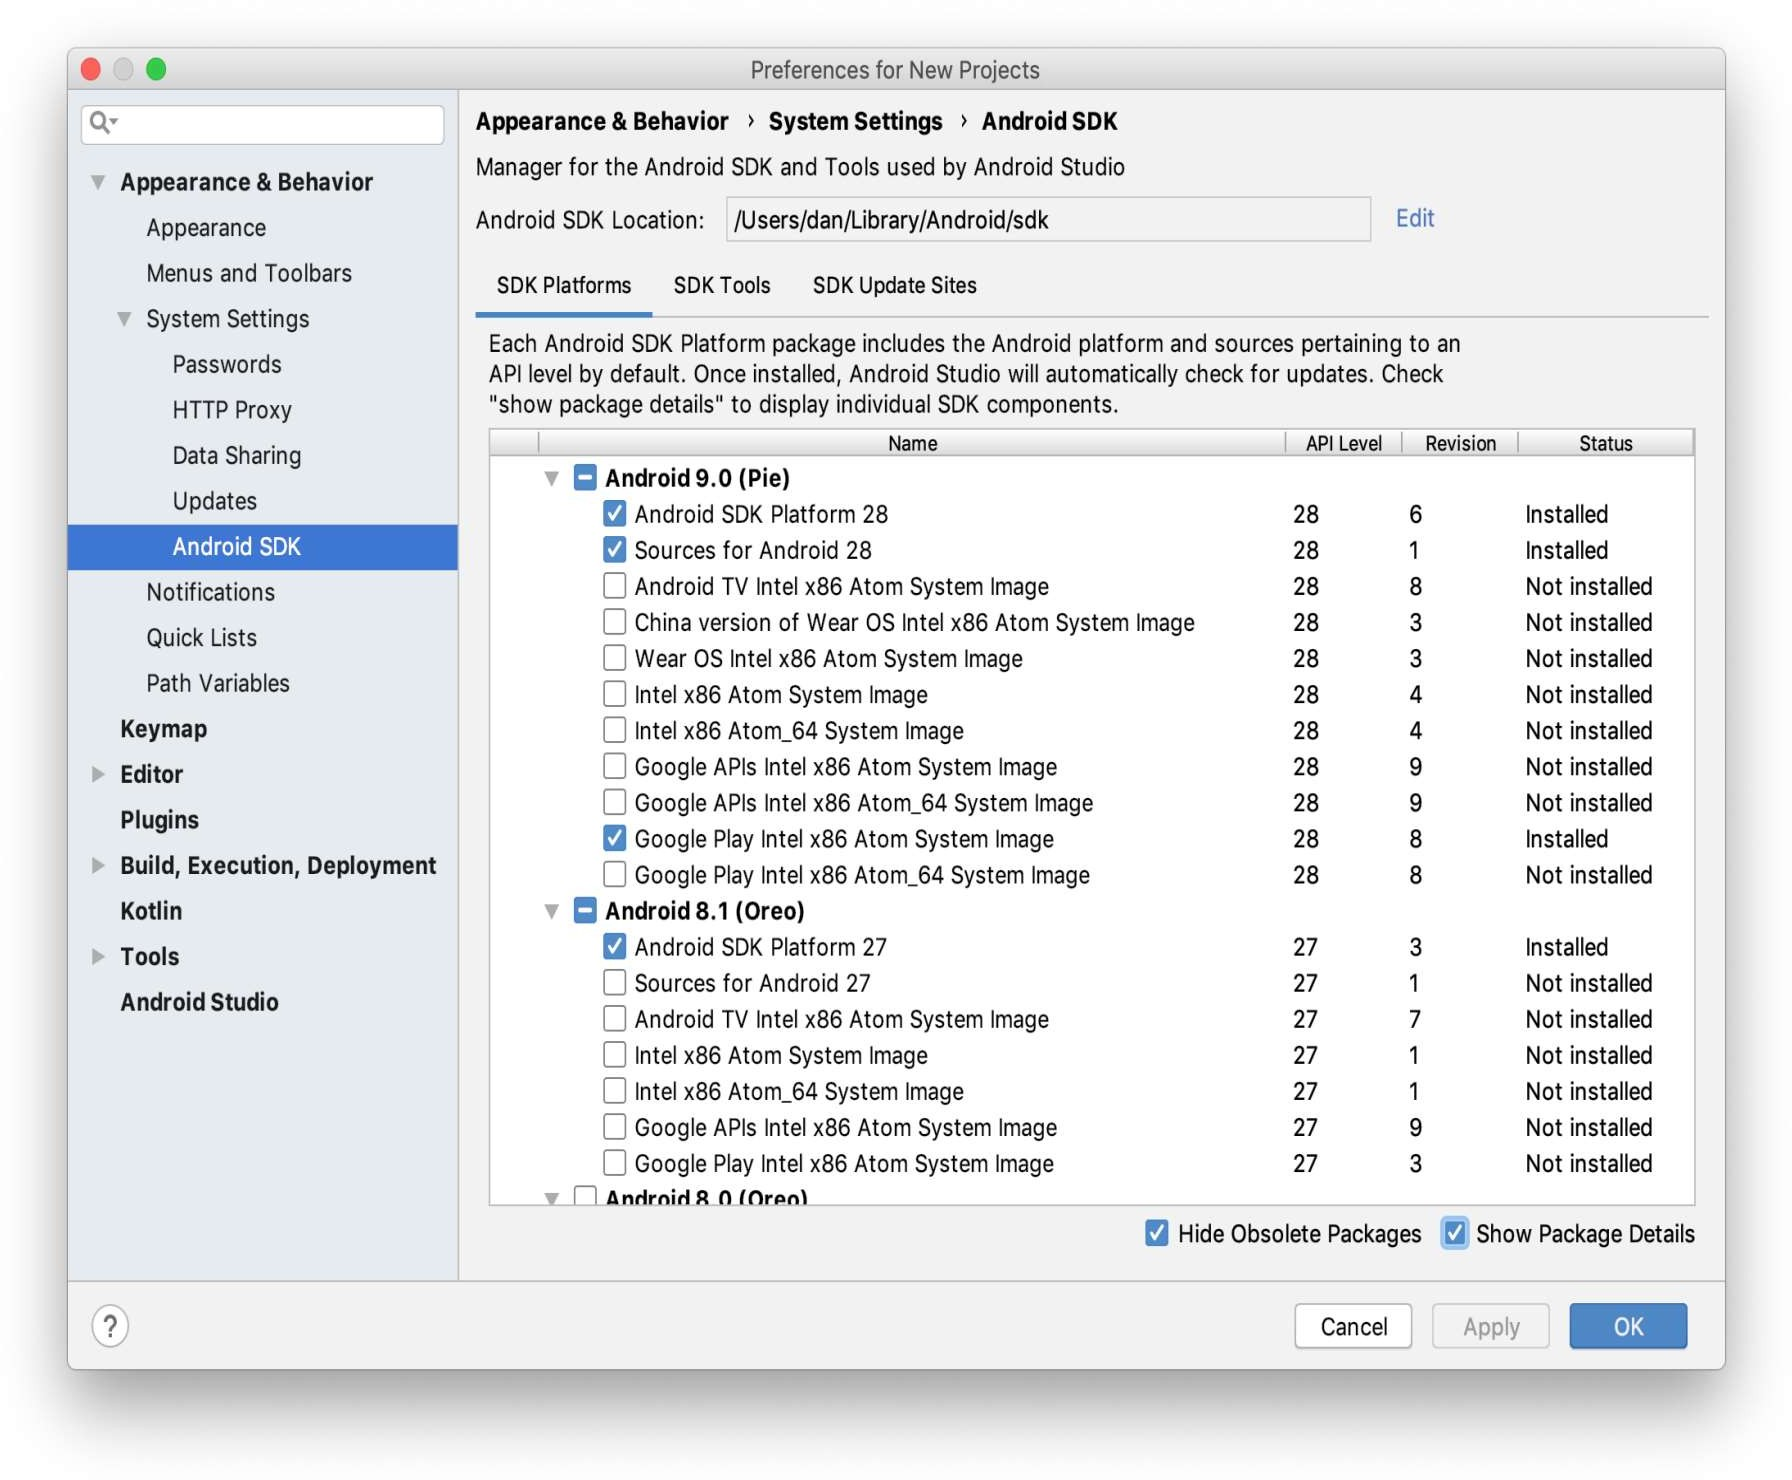 Preferences for New Projects
Appearance & Behavior
Appearance
Menus and Toolbars
System Settings
Passwords
HTTP Proxy
Data Sharing
Updates
Android SDK
Notifications
Quick Lists
Path Variables
Keymap
Editor
Plugins
Build, Execution, Deployment
Kotlin
Tools
Android Studio
Appearance & Behavior › System Settings › Android SDK
Manager for the Android SDK and Tools used by Android Studio
Android SDK Location: /Users/dan/Library/Android/sdk Edit
SDK Platforms SDK Tools SDK Update Sites
Each Android SDK Platform package includes the Android platform and sources pertaining to an
API level by default. Once installed, Android Studio will automatically check for updates. Check
"show package details" to display individual SDK components.
Name API Level Revision Status
Android 9.0 (Pie)
Android SDK Platform 28 28 6 Installed
Sources for Android 28 28 1 Installed
Android TV Intel x86 Atom System Image 28 8 Not installed
China version of Wear OS Intel x86 Atom System Image 28 3 Not installed
Wear OS Intel x86 Atom System Image 28 3 Not installed
Intel x86 Atom System Image 28 4 Not installed
Intel x86 Atom_64 System Image 28 4 Not installed
Google APIs Intel x86 Atom System Image 28 9 Not installed
Google APIs Intel x86 Atom_64 System Image 28 9 Not installed
Google Play Intel x86 Atom System Image 28 8 Installed
Google Play Intel x86 Atom_64 System Image 28 8 Not installed
Android 8.1 (Oreo)
Android SDK Platform 27 27 3 Installed
Sources for Android 27 27 1 Not installed
Android TV Intel x86 Atom System Image 27 7 Not installed
Intel x86 Atom System Image 27 1 Not installed
Intel x86 Atom_64 System Image 27 1 Not installed
Google APIs Intel x86 Atom System Image 27 9 Not installed
Google Play Intel x86 Atom System Image 27 3 Not installed
Android 8.0 (Oreo)
Hide Obsolete Packages Show Package Details
? Cancel Apply OK